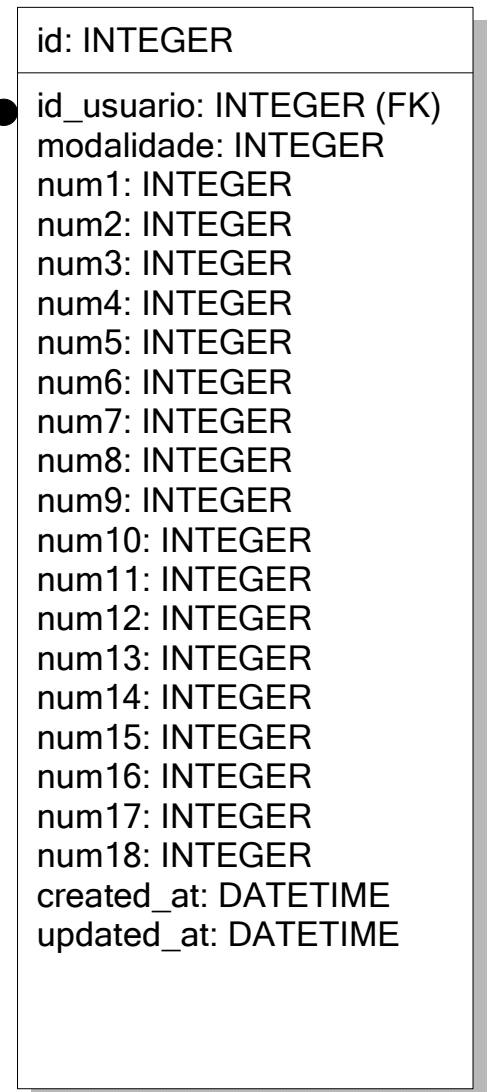 id: INTEGER
id_usuario: INTEGER (FK)
modalidade: INTEGER
num1: INTEGER
num2: INTEGER
num3: INTEGER
num4: INTEGER
num5: INTEGER
num6: INTEGER
num7: INTEGER
num8: INTEGER
num9: INTEGER
num10: INTEGER
num11: INTEGER
num12: INTEGER
num13: INTEGER
num14: INTEGER
num15: INTEGER
num16: INTEGER
num17: INTEGER
num18: INTEGER
created_at: DATETIME
updated_at: DATETIME